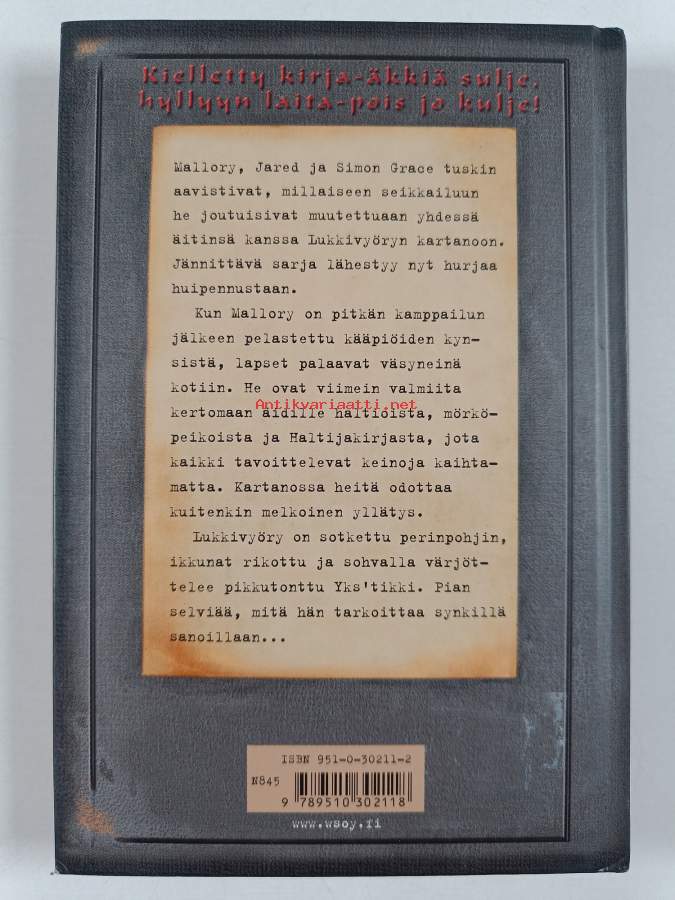 Kielletty kirja-äkkiä sulje,
hyllyyn laita-pois jo kulje!
Mallory, Jared ja Simon Grace tuskin
aavistivat, millaiseen seikkailuun
he joutuisivat muutettuaan yhdessä
äitinsä kanssa Lukkivyöryn kartanoon.
Jännittävä sarja lähestyy nyt hurjaa
huipennustaan.
Kun Mallory on pitkän kamppailun
jälkeen pelastettu kääpiöiden kyn-
sistä, lapset palaavat väsyneinä
kotiin. He ovat viimein valmiita
Antikvariaatti.net
kertomaan äidille haltioista, mörkö-
peikoista ja Haltijakirjasta, jota
kaikki tavoittelevat keinoja kaihta-
matta. Kartanossa heitä odottaa
kuitenkin melkoinen yllätys.
Lukkivyöry on sotkettu perinpohjin,
ikkunat rikottu ja sohvalla värjöt-
telee pikkutonttu Yks'tikki. Pian
selviää, mitä hän tarkoittaa synkillä
sanoillaan...
ISBN 951-0-30211-2
N845
9 789510 302118
www.wsoy.fi